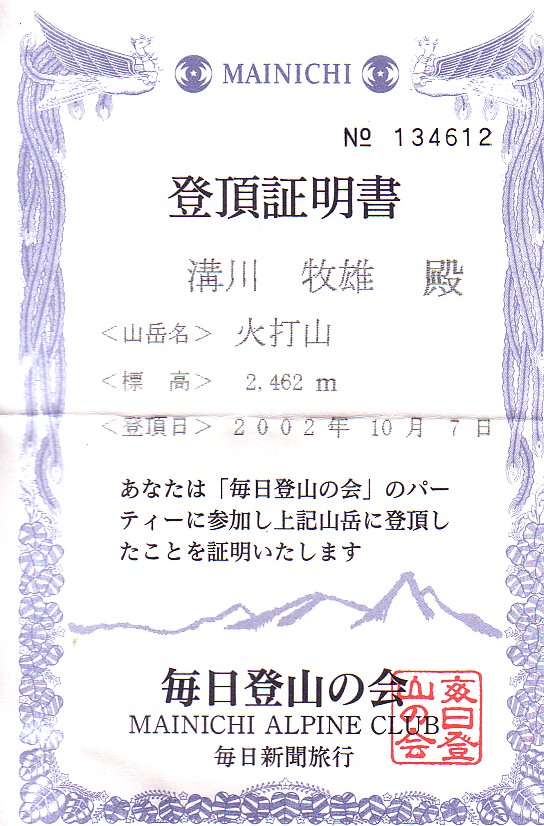 MAINICHI
№ 134612
登頂証明書
溝川 牧雄 殿
<山岳名> 火打山
<標 高> 2,462 m
<登頂日> 2002年 10月 7日
あなたは「毎日登山の会」のパー
ティーに参加し上記山岳に登頂し
たことを証明いたします
毎日登山の会
MAINICHI ALPINE CLUB
毎日新聞旅行
毎日登山の会